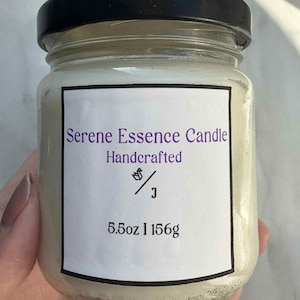 Serene Essence Candle
Handcrafted
J
5.5oz | 156g